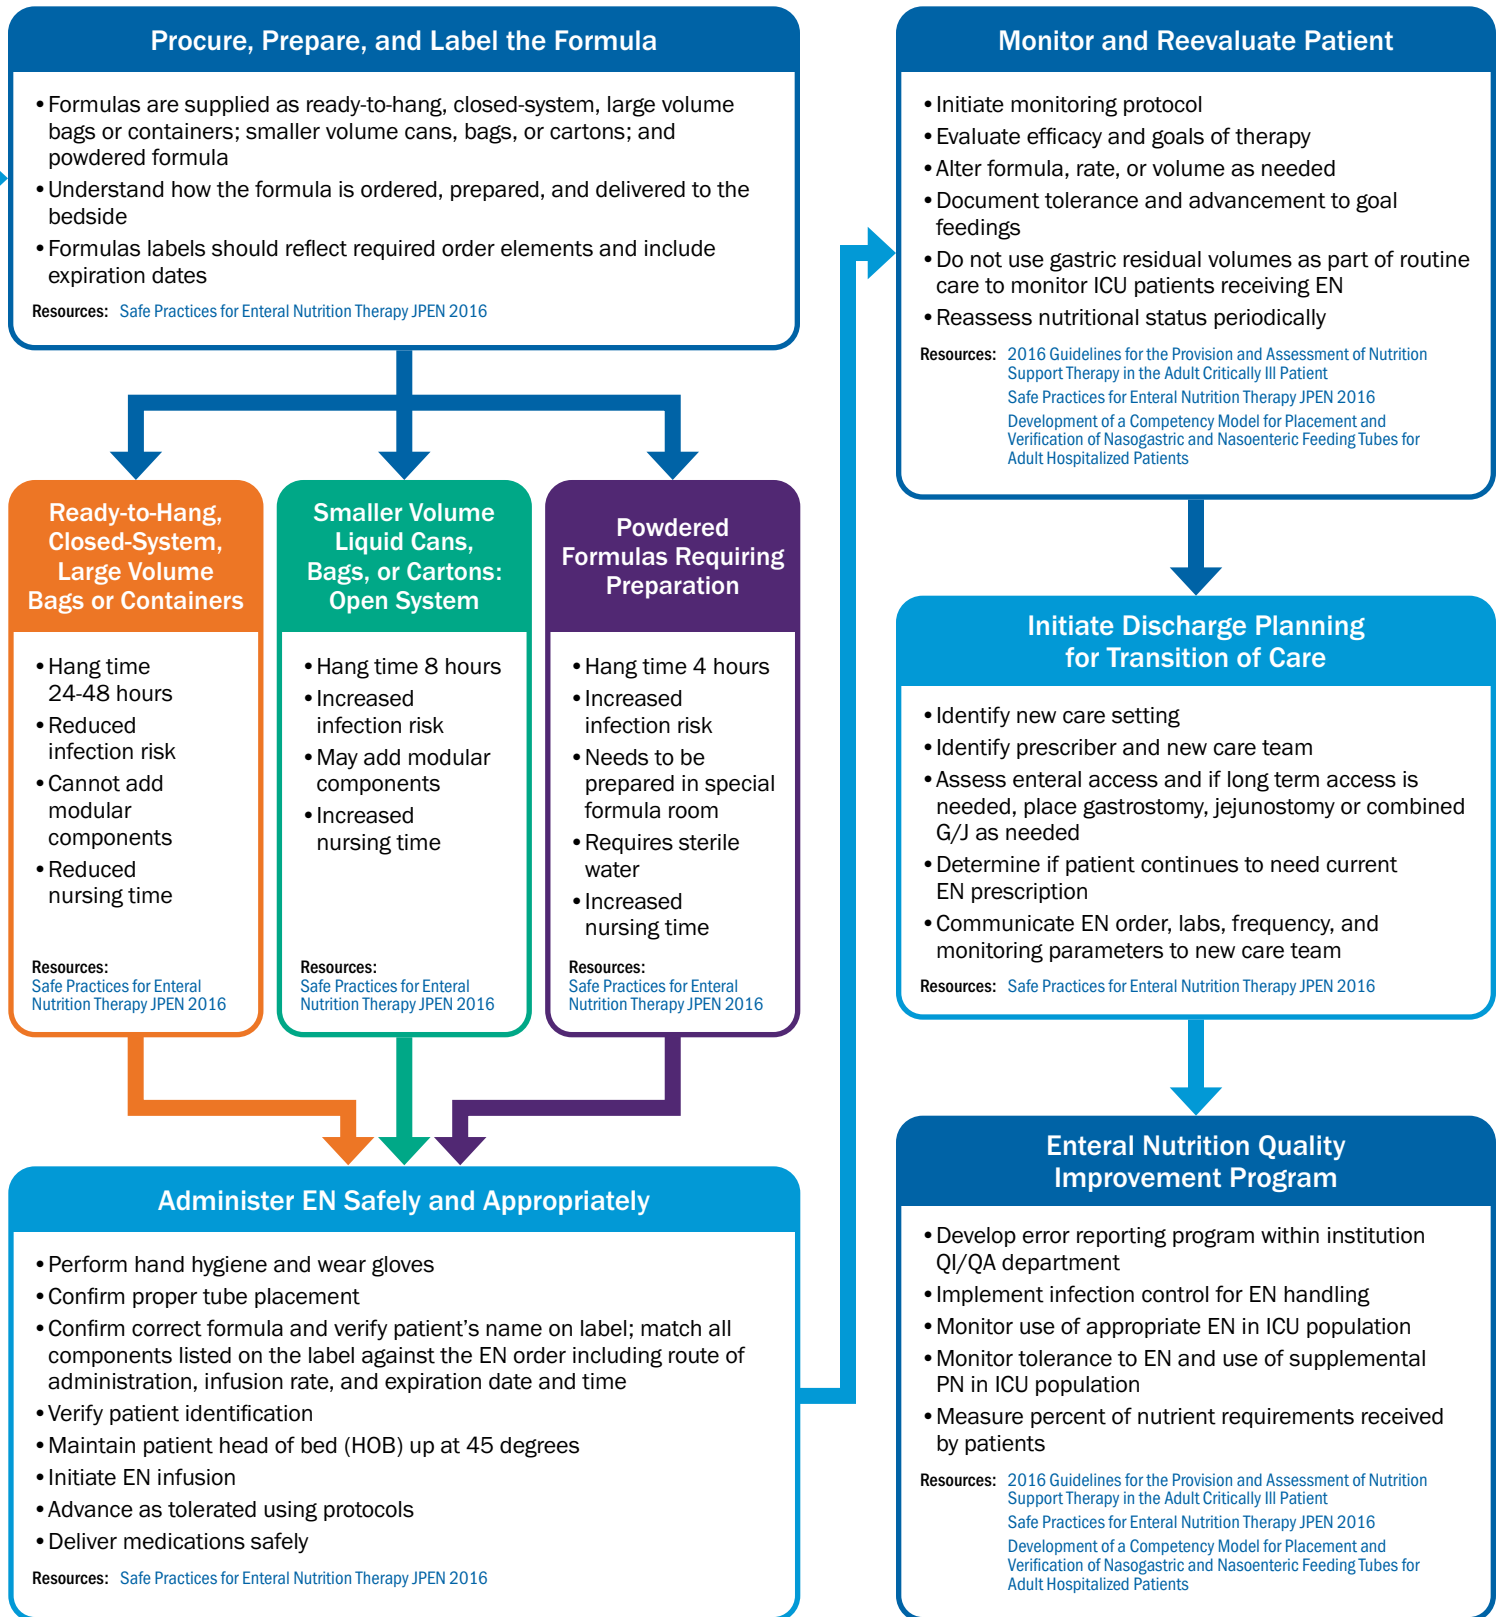 Procure, Prepare, and Label the Formula
• Formulas are supplied as ready-to-hang, closed-system, large volume
bags or containers; smaller volume cans, bags, or cartons; and
powdered formula
• Understand how the formula is ordered, prepared, and delivered to the
bedside
• Formulas labels should reflect required order elements and include
expiration dates
Resources: Safe Practices for Enteral Nutrition Therapy JPEN 2016
Ready-to-Hang,
Closed-System,
Large Volume
Bags or Containers
• Hang time
24-48 hours
• Reduced
infection risk
• Cannot add
modular
components
• Reduced
nursing time
Resources:
Safe Practices for Enteral
Nutrition Therapy JPEN 2016
Smaller Volume
Liquid Cans,
Bags, or Cartons:
Open System
• Hang time 8 hours
• Increased
infection risk
• May add modular
components
• Increased
nursing time
Resources:
Safe Practices for Enteral
Nutrition Therapy JPEN 2016
Powdered
Formulas Requiring
Preparation
• Hang time 4 hours
• Increased
infection risk
• Needs to be
prepared in special
formula room
• Requires sterile
water
• Increased
nursing time
Resources:
Safe Practices for Enteral
Nutrition Therapy JPEN 2016
Administer EN Safely and Appropriately
• Perform hand hygiene and wear gloves
• Confirm proper tube placement
• Confirm correct formula and verify patient’s name on label; match all
components listed on the label against the EN order including route of
administration, infusion rate, and expiration date and time
• Verify patient identification
• Maintain patient head of bed (HOB) up at 45 degrees
• Initiate EN infusion
• Advance as tolerated using protocols
• Deliver medications safely
Resources: Safe Practices for Enteral Nutrition Therapy JPEN 2016
Monitor and Reevaluate Patient
• Initiate monitoring protocol
• Evaluate efficacy and goals of therapy
• Alter formula, rate, or volume as needed
• Document tolerance and advancement to goal
feedings
• Do not use gastric residual volumes as part of routine
care to monitor ICU patients receiving EN
• Reassess nutritional status periodically
Resources: 2016 Guidelines for the Provision and Assessment of Nutrition
Support Therapy in the Adult Critically Ill Patient
Safe Practices for Enteral Nutrition Therapy JPEN 2016
Development of a Competency Model for Placement and
Verification of Nasogastric and Nasoenteric Feeding Tubes for
Adult Hospitalized Patients
Initiate Discharge Planning
for Transition of Care
• Identify new care setting
• Identify prescriber and new care team
• Assess enteral access and if long term access is
needed, place gastrostomy, jejunostomy or combined
G/J as needed
• Determine if patient continues to need current
EN prescription
• Communicate EN order, labs, frequency, and
monitoring parameters to new care team
Resources: Safe Practices for Enteral Nutrition Therapy JPEN 2016
Enteral Nutrition Quality
Improvement Program
• Develop error reporting program within institution
QI/QA department
• Implement infection control for EN handling
• Monitor use of appropriate EN in ICU population
• Monitor tolerance to EN and use of supplemental
PN in ICU population
• Measure percent of nutrient requirements received
by patients
Resources: 2016 Guidelines for the Provision and Assessment of Nutrition
Support Therapy in the Adult Critically Ill Patient
Safe Practices for Enteral Nutrition Therapy JPEN 2016
Development of a Competency Model for Placement and
Verification of Nasogastric and Nasoenteric Feeding Tubes for
Adult Hospitalized Patients